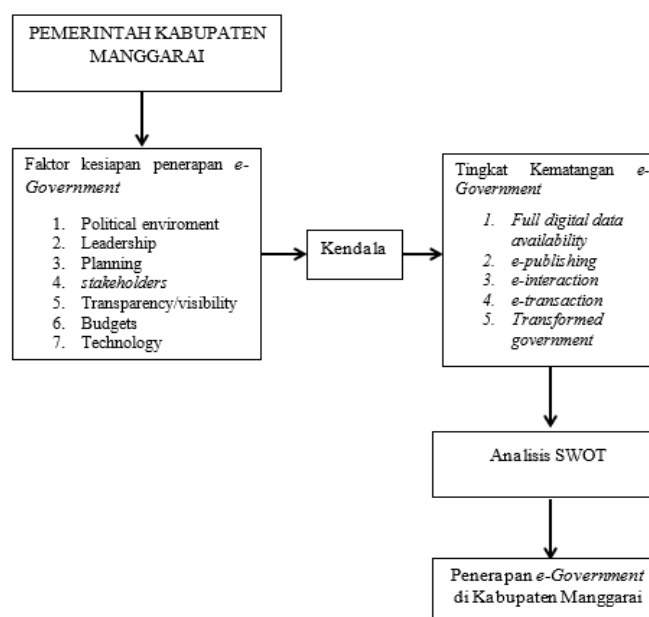 PEMERINTAH KABUPATEN
MANGGARAI
Faktor kesiapan penerapan e-
Government
1. Political enviroment
2. Leadership
3. Planning
4. stakeholders
5. Transparency/visibility
6. Budgets
7. Technology
Kendala
Tingkat Kematangan e-
Government
1. Full digital data
availability
2. e-publishing
3. e-interaction
4. e-transaction
5. Transformed
government
Analisis SWOT
Penerapan e-Government
di Kabupaten Manggarai